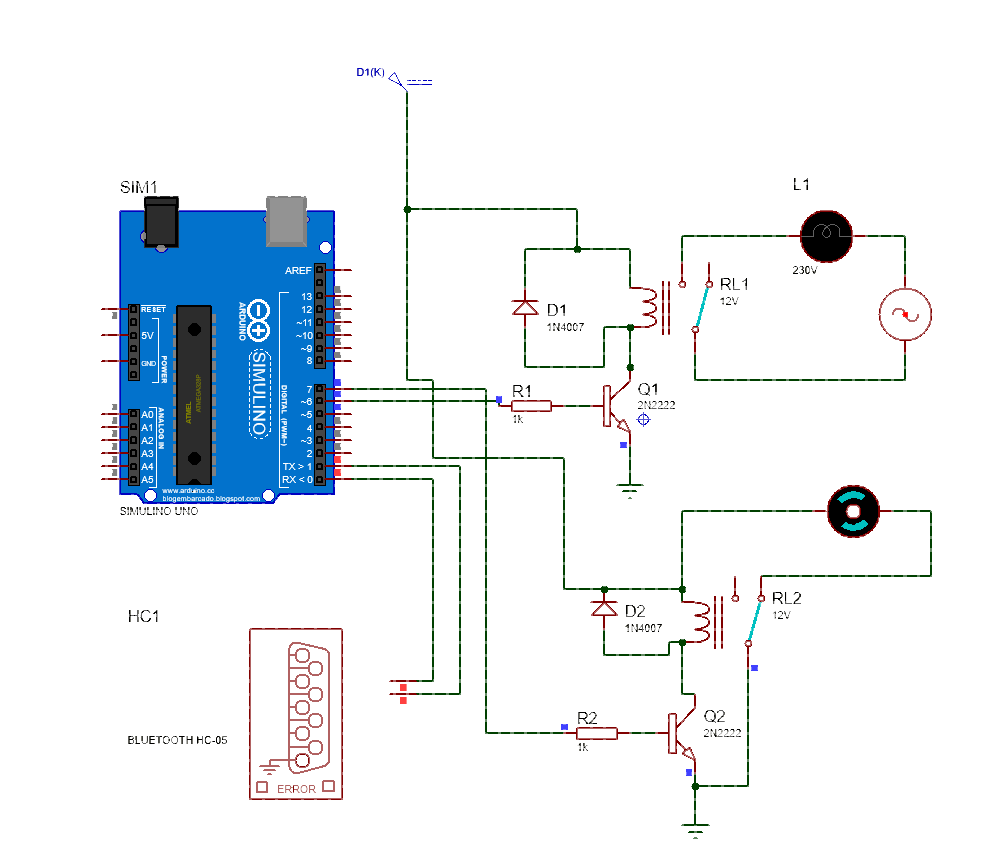 D1(K)
SIM1
L1
230V
RL1
12V
D1
1N4007
R1
1k
Q1
2N2222
AREF
13
12
~11
~10
~9
8
7
~6
~5
4
~3
2
TX > 1
RX < 0
DIGITAL (PWM~)
RESET
5V
GND
POWER
A0
A1
A2
A3
A4
A5
ANALOG IN
ATMEL
ATMEGA328P
ARDUINO
SIMULINO
www.arduino.cc
blogembarcado.blogspot.com
SIMULINO UNO
RL2
12V
D2
1N4007
R2
1k
Q2
2N2222
HC1
BLUETOOTH HC-05
ERROR